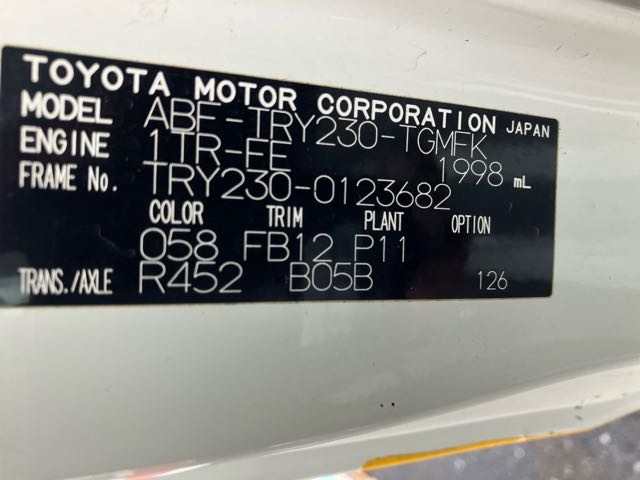 TOYOTA MOTOR CORPORATION JAPAN
MODEL ABF-TRY230-TGMFK
ENGINE 1TR-FE 1998 mL
FRAME No. TRY230-0123682
COLOR TRIM PLANT OPTION
058 FB12 P11
TRANS./AXLE R452 B05B 126